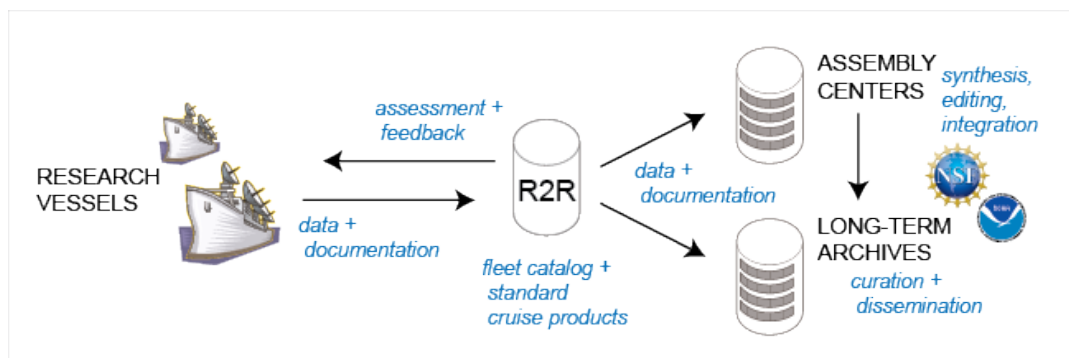 RESEARCH
VESSELS
assessment +
feedback
data +
documentation
R2R
fleet catalog +
standard
cruise products
data +
documentation
ASSEMBLY
CENTERS
synthesis,
editing,
integration
NSF
LONG-TERM
ARCHIVES
curation +
dissemination